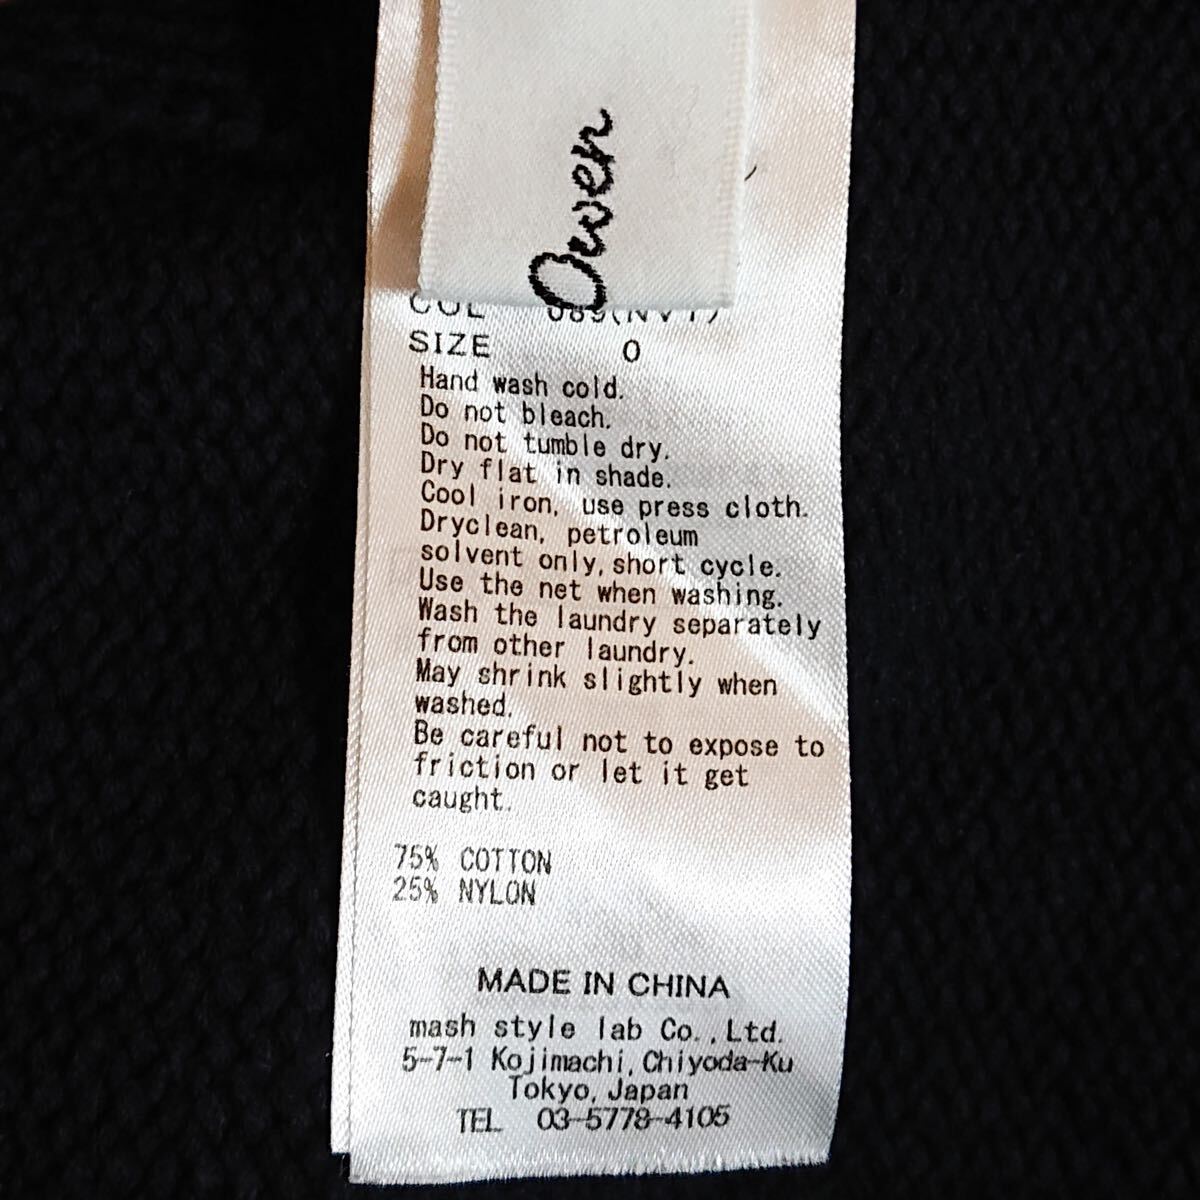 Owen
COL
SIZE 0
Hand wash cold.
Do not bleach.
Do not tumble dry.
Dry flat in shade.
Cool iron, use press cloth.
Dryclean, petroleum
solvent only, short cycle.
Use the net when washing.
Wash the laundry separately
from other laundry.
May shrink slightly when
washed.
Be careful not to expose to
friction or let it get
caught.
75% COTTON
25% NYLON
MADE IN CHINA
mash style lab Co., Ltd.
5-7-1 Kojimachi, Chiyoda-Ku
Tokyo, Japan
TEL 03-5778-4105